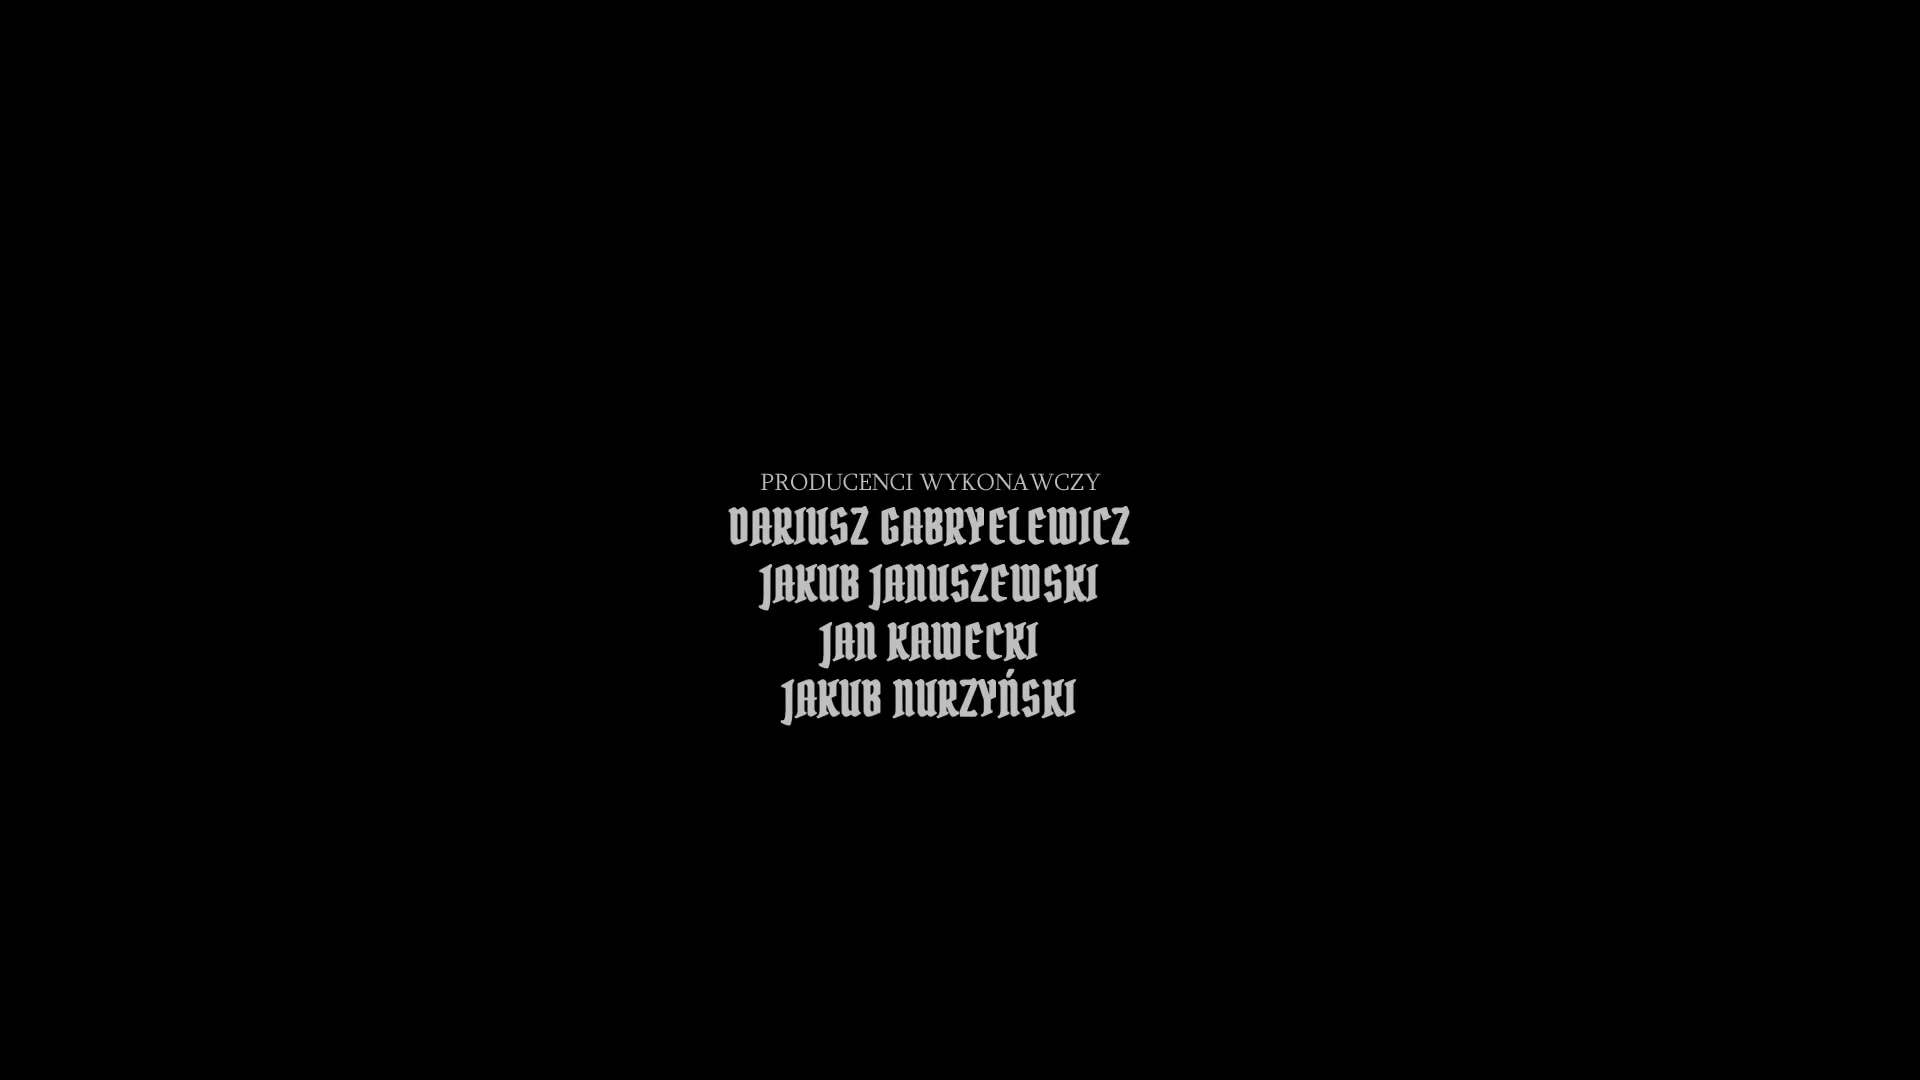 PRODUCENCI WYKONAWCZY
DARIUSZ GABRYELEWICZ
JAKUB JANUSZEWSKI
JAN KAWECKI
JAKUB NURZYŃSKI